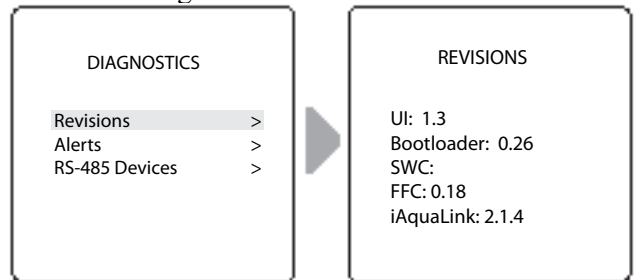 DIAGNOSTICS
Revisions >
Alerts >
RS-485 Devices >
REVISIONS
UI: 1.3
Bootloader: 0.26
SWC:
FFC: 0.18
iAquaLink: 2.1.4